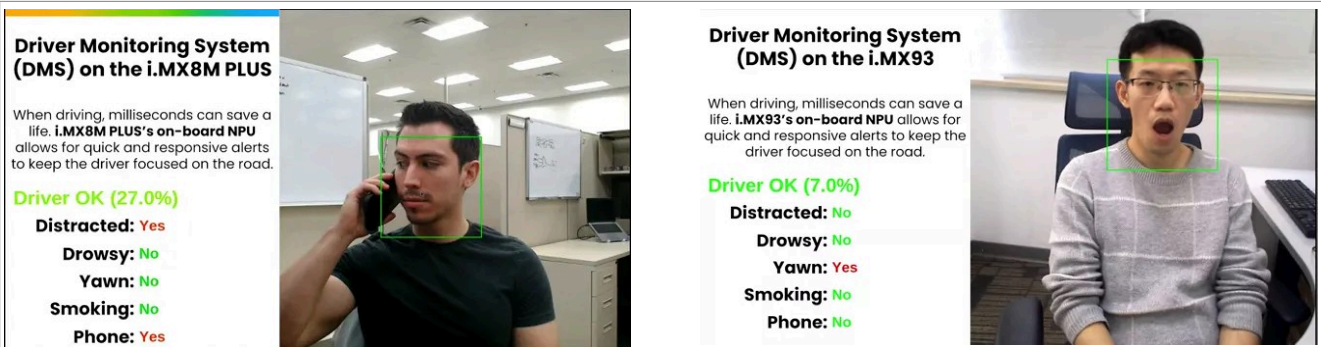 Driver Monitoring System
(DMS) on the i.MX8M PLUS
When driving, milliseconds can save a
life. i.MX8M PLUS's on-board NPU
allows for quick and responsive alerts
to keep the driver focused on the road.
Driver OK (27.0%)
Distracted: Yes
Drowsy: No
Yawn: No
Smoking: No
Phone: Yes
Driver Monitoring System
(DMS) on the i.MX93
When driving, milliseconds can save a
life. i.MX93's on-board NPU allows for
quick and responsive alerts to keep the
driver focused on the road.
Driver OK (7.0%)
Distracted: No
Drowsy: No
Yawn: Yes
Smoking: No
Phone: No